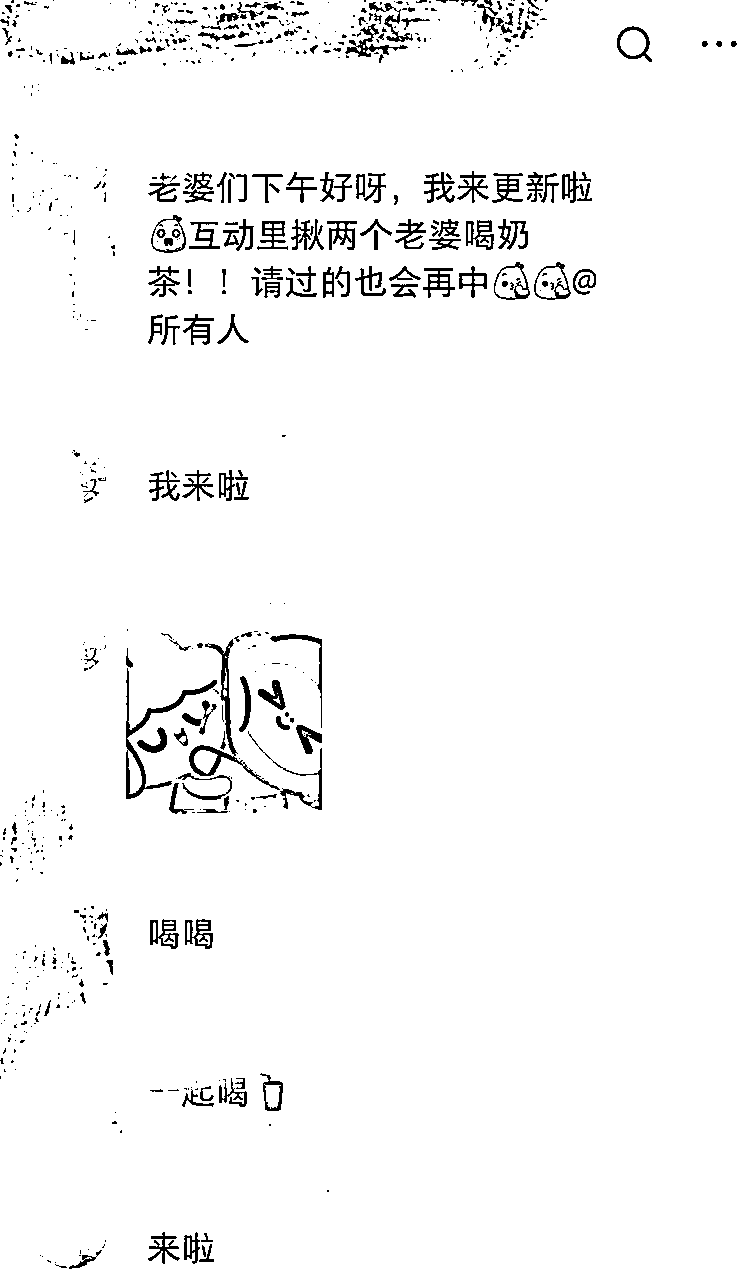 老婆们下午好呀，我来更新啦
互动里揪两个老婆喝奶
茶！！请过的也会再中@
所有人
我来啦
喝喝
一起喝
来啦